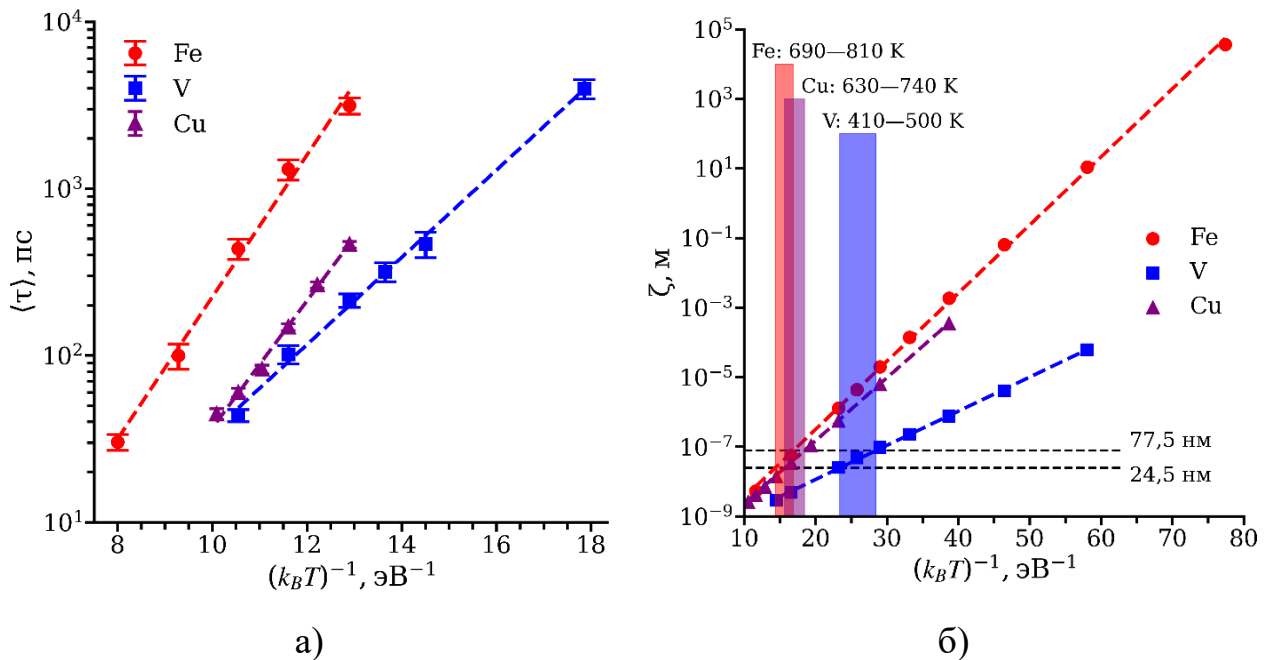 10⁴
10³
10²
10¹
⟨τ⟩, пс
Fe
V
Cu
8 10 12 14 16 18
(k_BT)⁻¹, эВ⁻¹
а)
10⁵
10³
10¹
10⁻¹
10⁻³
10⁻⁵
10⁻⁷
10⁻⁹
ζ, м
Fe: 690—810 K
Cu: 630—740 K
V: 410—500 K
Fe
V
Cu
77,5 нм
24,5 нм
10 20 30 40 50 60 70 80
(k_BT)⁻¹, эВ⁻¹
б)